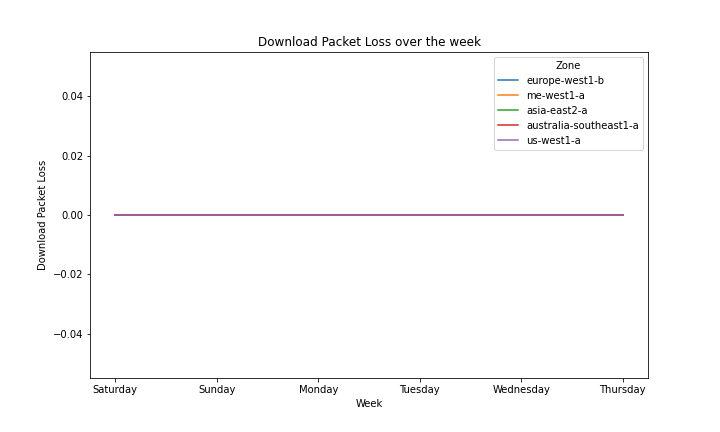 Download Packet Loss over the week
Zone
europe-west1-b
me-west1-a
asia-east2-a
australia-southeast1-a
us-west1-a
0.04
0.02
0.00
−0.02
−0.04
Download Packet Loss
Saturday Sunday Monday Tuesday Wednesday Thursday
Week